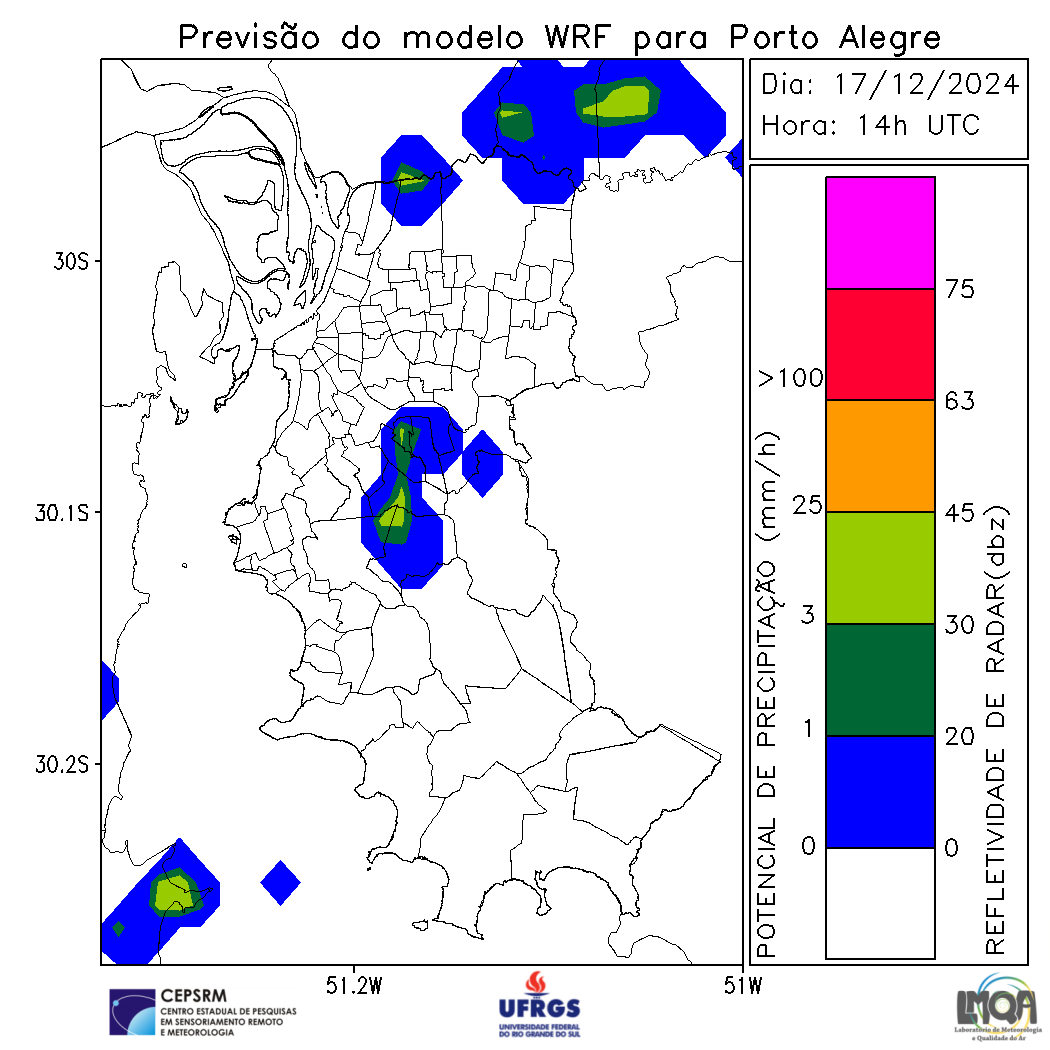 Previsão do modelo WRF para Porto Alegre
Dia: 17/12/2024
Hora: 14h UTC
30S
30.1S
30.2S
51.2W
51W
POTENCIAL DE PRECIPITAÇÃO (mm/h)
>100
25
3
1
0
75
63
45
30
20
0
REFLETIVIDADE DE RADAR(dbz)
CEPSRM
CENTRO ESTADUAL DE PESQUISAS
EM SENSORIAMENTO REMOTO
E METEOROLOGIA
UFRGS
UNIVERSIDADE FEDERAL
DO RIO GRANDE DO SUL
LMQA
Laboratório de Meteorologia
e Qualidade do Ar